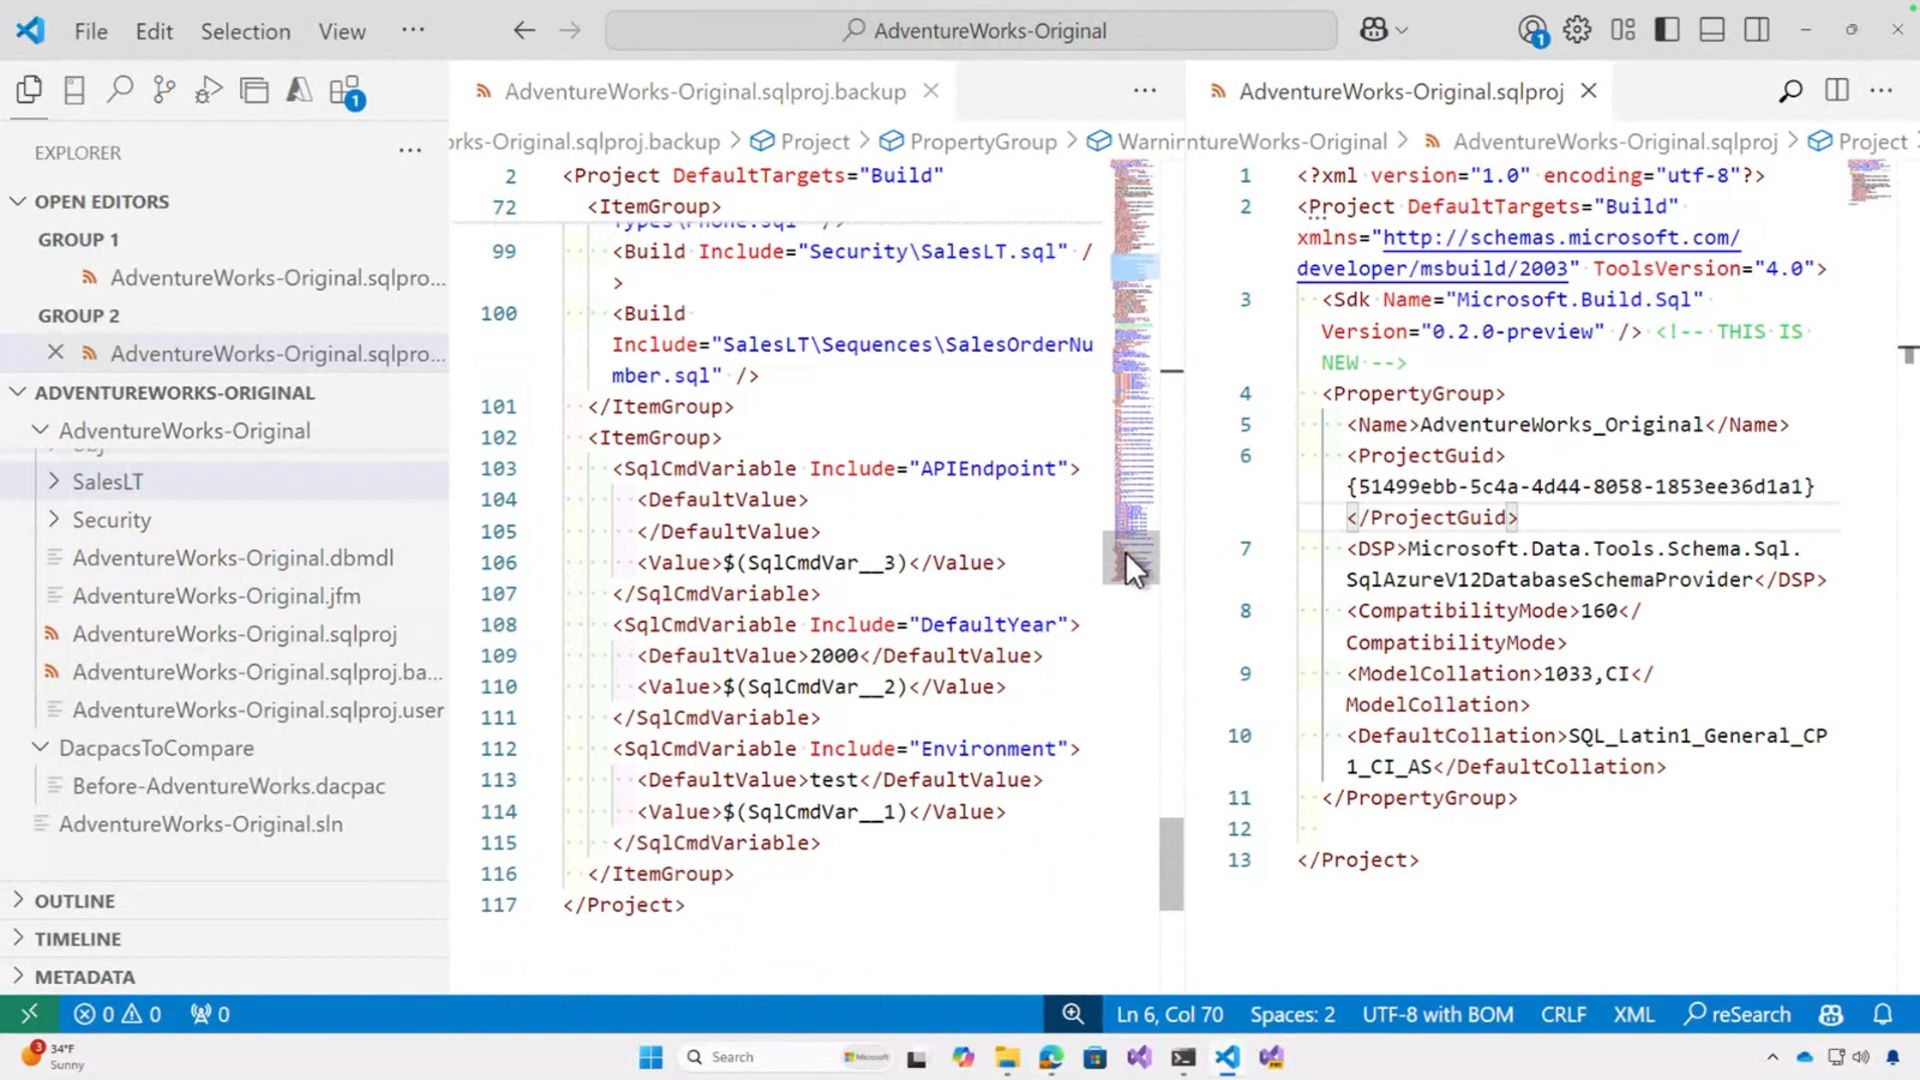 File Edit Selection View ···
AdventureWorks-Original
1
1
EXPLORER
OPEN EDITORS
GROUP 1
AdventureWorks-Original.sqlpro...
GROUP 2
AdventureWorks-Original.sqlpro...
ADVENTUREWORKS-ORIGINAL
AdventureWorks-Original
SalesLT
Security
AdventureWorks-Original.dbmdl
AdventureWorks-Original.jfm
AdventureWorks-Original.sqlproj
AdventureWorks-Original.sqlproj.ba...
AdventureWorks-Original.sqlproj.user
DacpacsToCompare
Before-AdventureWorks.dacpac
AdventureWorks-Original.sln
OUTLINE
TIMELINE
METADATA
AdventureWorks-Original.sqlproj.backup
rks-Original.sqlproj.backup > Project > PropertyGroup > Warnin
2 <Project DefaultTargets="Build"
72 <ItemGroup>
Types\Phone.sql" />
99 <Build Include="Security\SalesLT.sql" /
>
100 <Build
Include="SalesLT\Sequences\SalesOrderNu
mber.sql" />
101 </ItemGroup>
102 <ItemGroup>
103 <SqlCmdVariable Include="APIEndpoint">
104 <DefaultValue>
105 </DefaultValue>
106 <Value>$(SqlCmdVar__3)</Value>
107 </SqlCmdVariable>
108 <SqlCmdVariable Include="DefaultYear">
109 <DefaultValue>2000</DefaultValue>
110 <Value>$(SqlCmdVar__2)</Value>
111 </SqlCmdVariable>
112 <SqlCmdVariable Include="Environment">
113 <DefaultValue>test</DefaultValue>
114 <Value>$(SqlCmdVar__1)</Value>
115 </SqlCmdVariable>
116 </ItemGroup>
117 </Project>
AdventureWorks-Original.sqlproj
ntureWorks-Original > AdventureWorks-Original.sqlproj > Project
1 <?xml version="1.0" encoding="utf-8"?>
2 <Project DefaultTargets="Build"
xmlns="http://schemas.microsoft.com/
developer/msbuild/2003" ToolsVersion="4.0">
3 <Sdk Name="Microsoft.Build.Sql"
Version="0.2.0-preview" /> <!-- THIS IS
NEW -->
4 <PropertyGroup>
5 <Name>AdventureWorks_Original</Name>
6 <ProjectGuid>
{51499ebb-5c4a-4d44-8058-1853ee36d1a1}
</ProjectGuid>
7 <DSP>Microsoft.Data.Tools.Schema.Sql.
SqlAzureV12DatabaseSchemaProvider</DSP>
8 <CompatibilityMode>160</
CompatibilityMode>
9 <ModelCollation>1033,CI</
ModelCollation>
10 <DefaultCollation>SQL_Latin1_General_CP
1_CI_AS</DefaultCollation>
11 </PropertyGroup>
12
13 </Project>
0 0 0 Ln 6, Col 70 Spaces: 2 UTF-8 with BOM CRLF XML reSearch
3 34°F
Sunny
Search Microsoft